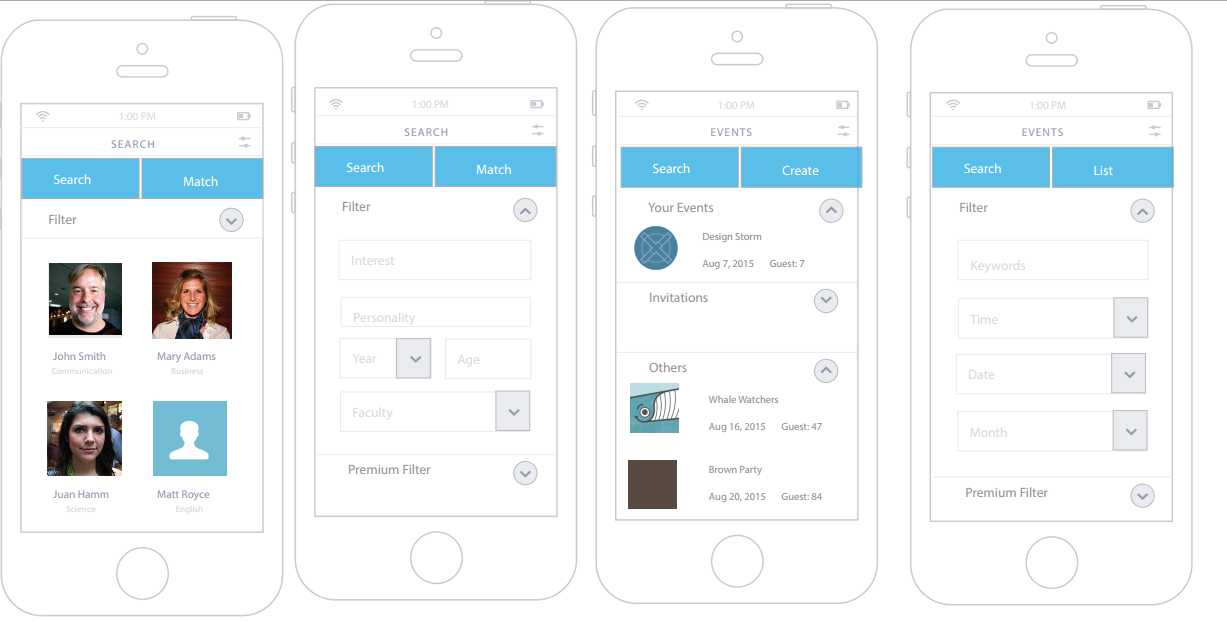 1:00 PM
SEARCH
Search Match
Filter
John Smith Mary Adams
Communication Business
Juan Hamm Matt Royce
Science English
1:00 PM
SEARCH
Search Match
Filter
Interest
Personality
Year Age
Faculty
Premium Filter
1:00 PM
EVENTS
Search Create
Your Events
Design Storm
Aug 7, 2015 Guest: 7
Invitations
Others
Whale Watchers
Aug 16, 2015 Guest: 47
Brown Party
Aug 20, 2015 Guest: 84
1:00 PM
EVENTS
Search List
Filter
Keywords
Time
Date
Month
Premium Filter